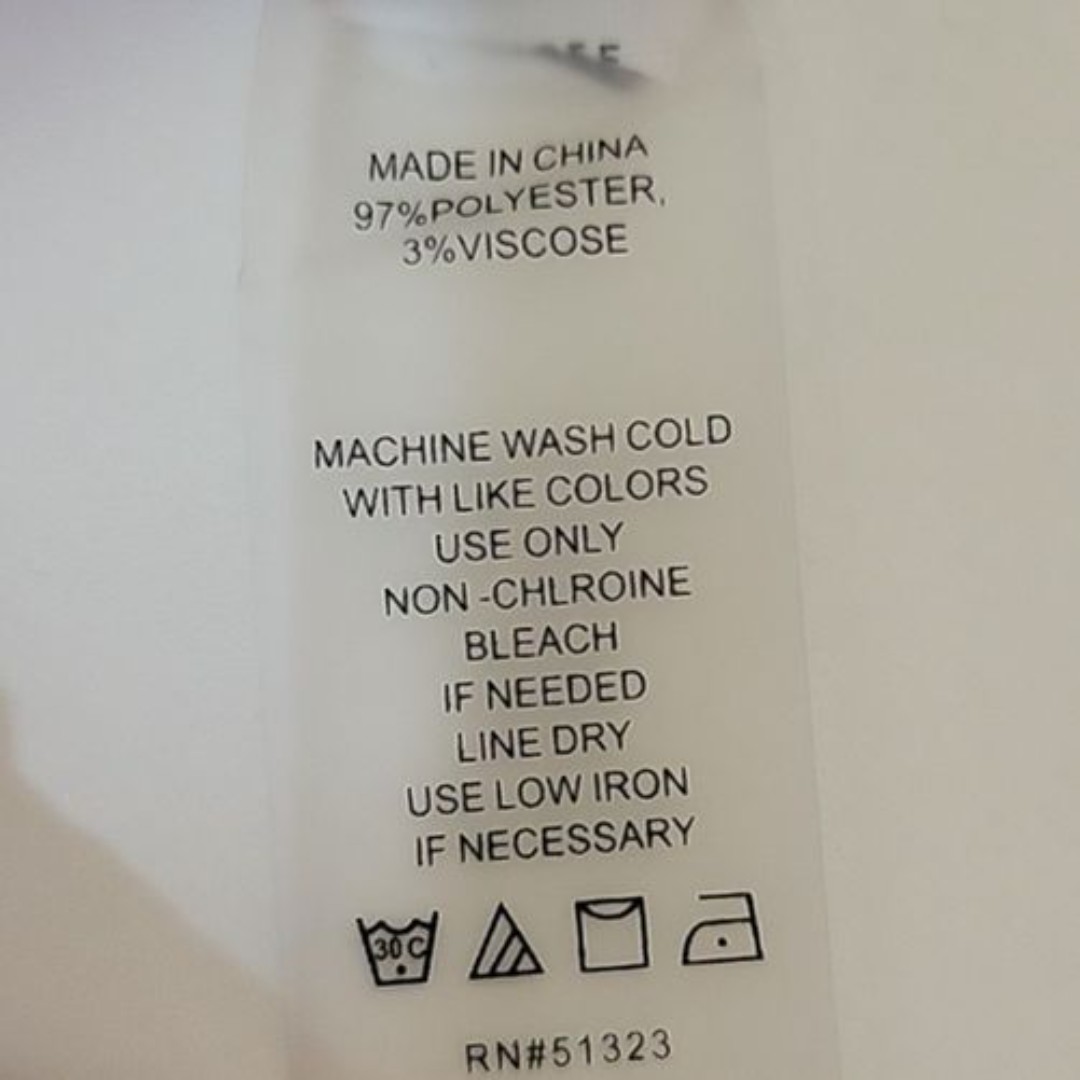 MADE IN CHINA
97%POLYESTER,
3%VISCOSE
MACHINE WASH COLD
WITH LIKE COLORS
USE ONLY
NON -CHLROINE
BLEACH
IF NEEDED
LINE DRY
USE LOW IRON
IF NECESSARY
30 C
RN#51323